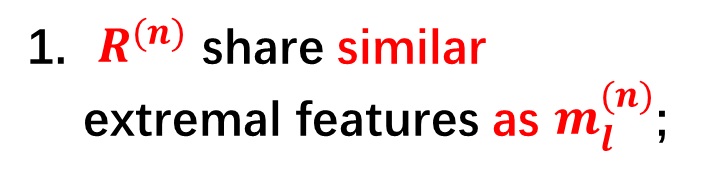 1. R^{(n)} share similar
extremal features as m_l^{(n)};